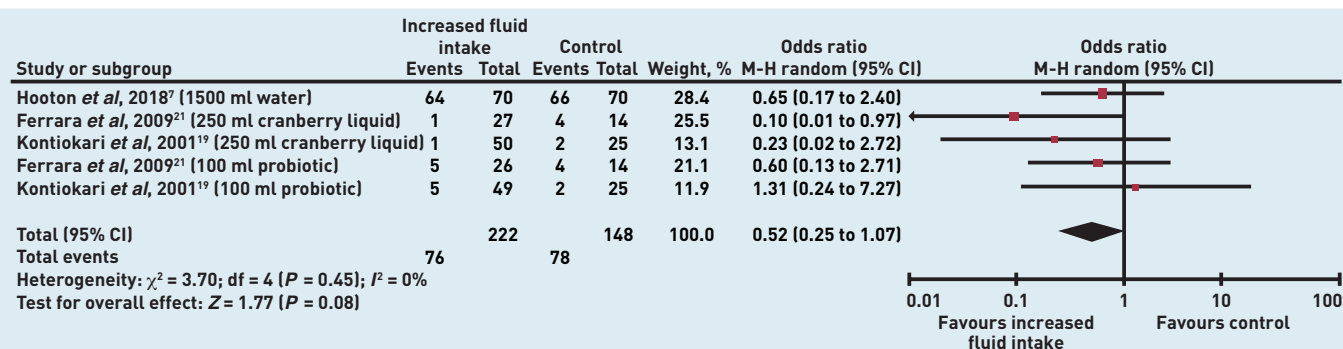 Increased fluid
intake Control Odds ratio Odds ratio
Study or subgroup Events Total Events Total Weight, % M-H random (95% CI) M-H random (95% CI)
Hooton et al, 2018⁷ (1500 ml water) 64 70 66 70 28.4 0.65 (0.17 to 2.40)
Ferrara et al, 2009²¹ (250 ml cranberry liquid) 1 27 4 14 25.5 0.10 (0.01 to 0.97)
Kontiokari et al, 2001¹⁹ (250 ml cranberry liquid) 1 50 2 25 13.1 0.23 (0.02 to 2.72)
Ferrara et al, 2009²¹ (100 ml probiotic) 5 26 4 14 21.1 0.60 (0.13 to 2.71)
Kontiokari et al, 2001¹⁹ (100 ml probiotic) 5 49 2 25 11.9 1.31 (0.24 to 7.27)
Total (95% CI) 222 148 100.0 0.52 (0.25 to 1.07)
Total events 76 78
Heterogeneity: χ² = 3.70; df = 4 (P = 0.45); I² = 0%
Test for overall effect: Z = 1.77 (P = 0.08)
0.01 0.1 1 10 100
Favours increased Favours control
fluid intake